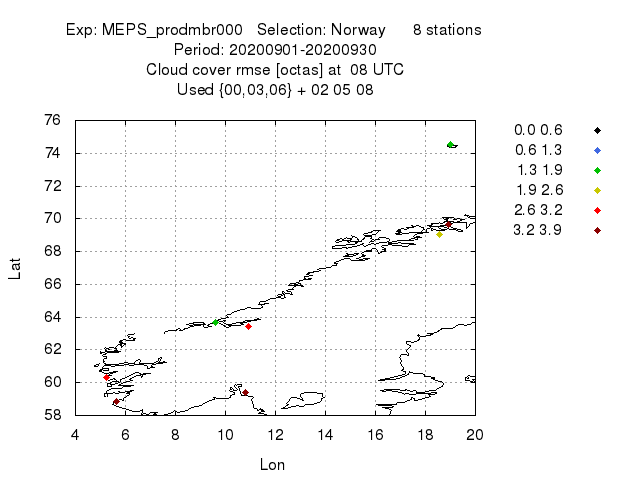 Exp: MEPS_prodmbr000   Selection: Norway      8 stations
Period: 20200901-20200930
Cloud cover rmse [octas] at  08 UTC
Used {00,03,06} + 02 05 08
76
74
72
70
68
66
64
62
60
58
Lat
4 6 8 10 12 14 16 18 20
Lon
0.0 0.6
0.6 1.3
1.3 1.9
1.9 2.6
2.6 3.2
3.2 3.9